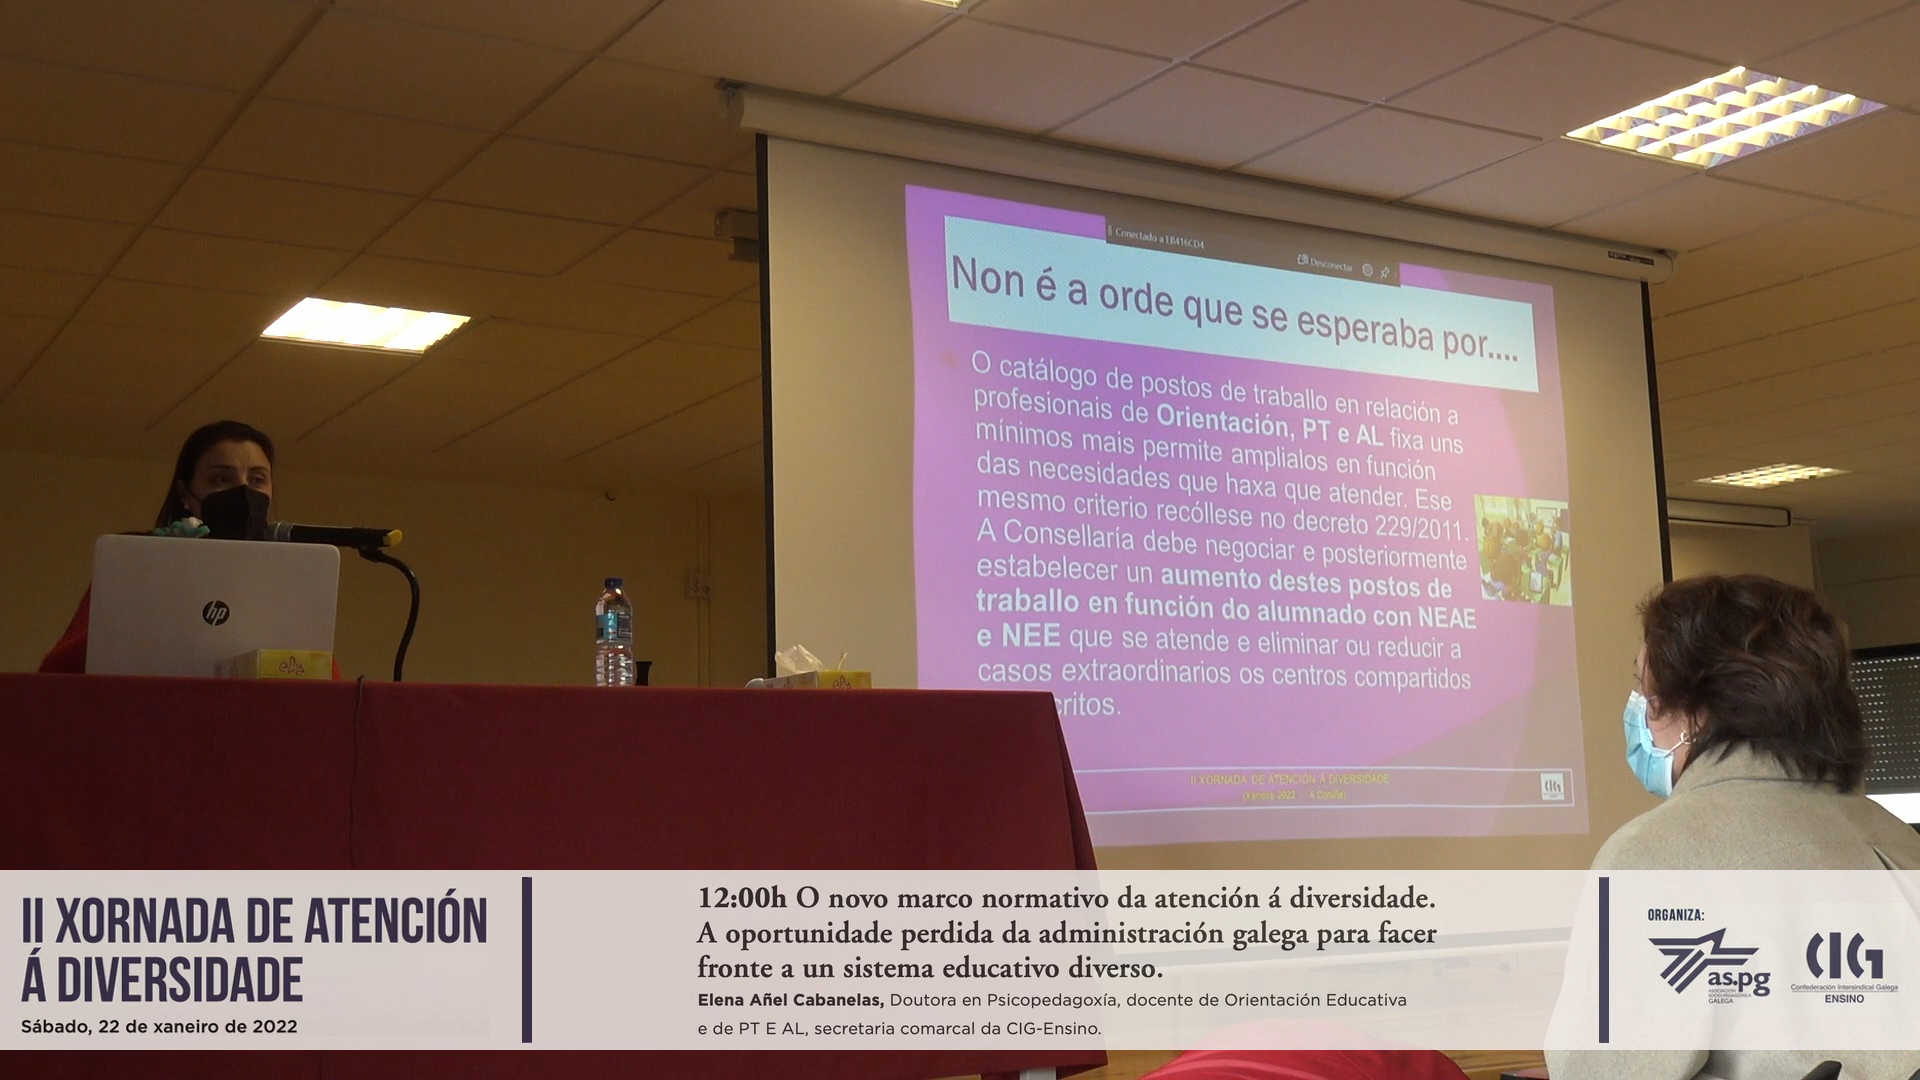 Conectado a EB416CD4
Desconectar
Non é a orde que se esperaba por....
O catálogo de postos de traballo en relación a
profesionais de Orientación, PT e AL fixa uns
mínimos mais permite amplialos en función
das necesidades que haxa que atender. Ese
mesmo criterio recóllese no decreto 229/2011.
A Consellaría debe negociar e posteriormente
establecer un aumento destes postos de
traballo en función do alumnado con NEAE
e NEE que se atende e eliminar ou reducir a
casos extraordinarios os centros compartidos
critos.
II XORNADA DE ATENCIÓN Á DIVERSIDADE
(Xaneiro 2022 - A Coruña)
CIG
hp
II XORNADA DE ATENCIÓN
Á DIVERSIDADE
Sábado, 22 de xaneiro de 2022
12:00h O novo marco normativo da atención á diversidade.
A oportunidade perdida da administración galega para facer
fronte a un sistema educativo diverso.
Elena Añel Cabanelas, Doutora en Psicopedagoxía, docente de Orientación Educativa
e de PT E AL, secretaria comarcal da CIG-Ensino.
ORGANIZA:
as.pg
ASOCIACIÓN
SOCIO-PEDAGÓXICA
GALEGA
CIG
Confederación Intersindical Galega
ENSINO